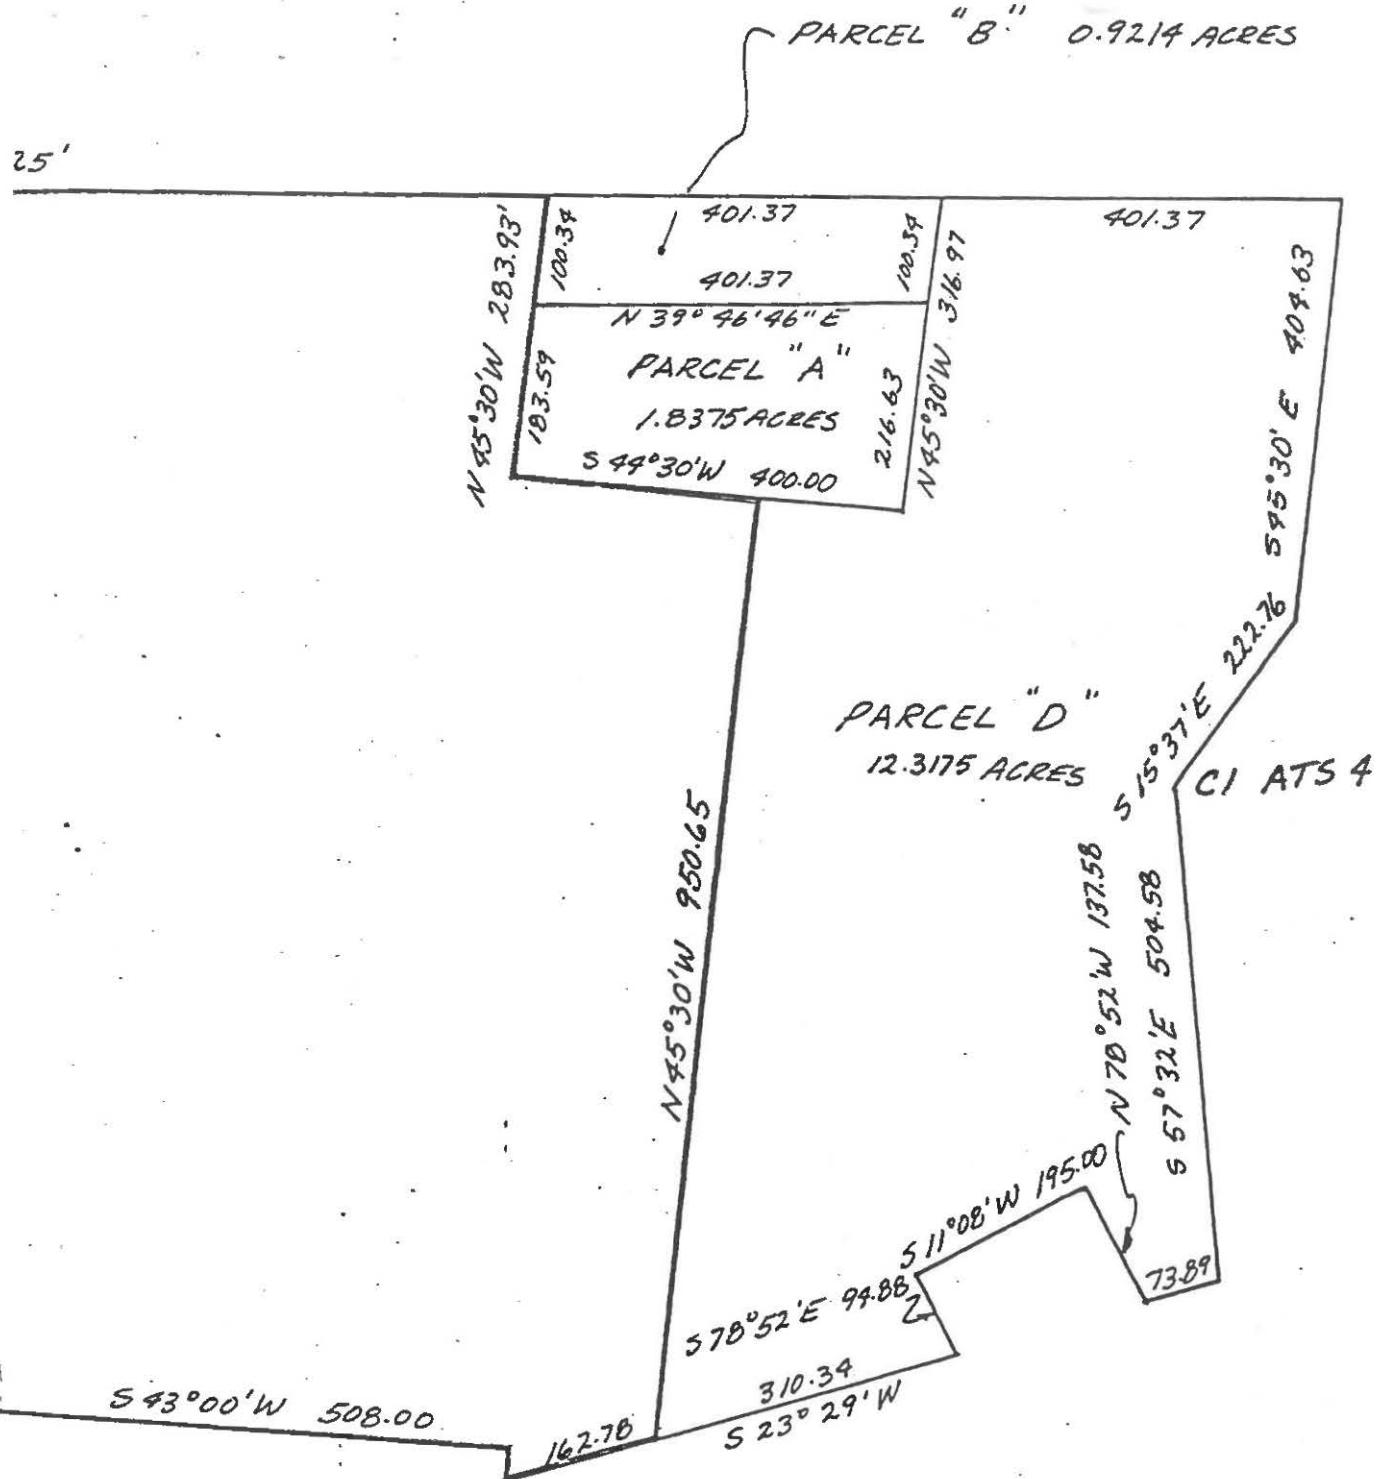 PARCEL "B" 0.9214 ACRES
25'
401.37
401.37
N 45°30'W 283.93'
100.34
100.34
401.37
N 39° 46' 46" E
N 45°30'W 316.97
S 45°30' E 404.63
PARCEL "A"
1.8375 ACRES
183.59
216.63
S 44°30'W 400.00
S 15°37'E 222.76
PARCEL "D"
12.3175 ACRES
C1 ATS 4
N 45°30'W 950.65
N 78°52'W 137.58
S 57°32'E 504.58
S 11°08'W 195.00
S 78°52'E 94.88
73.89
310.34
S 23° 29' W
S 43°00'W 508.00
162.78